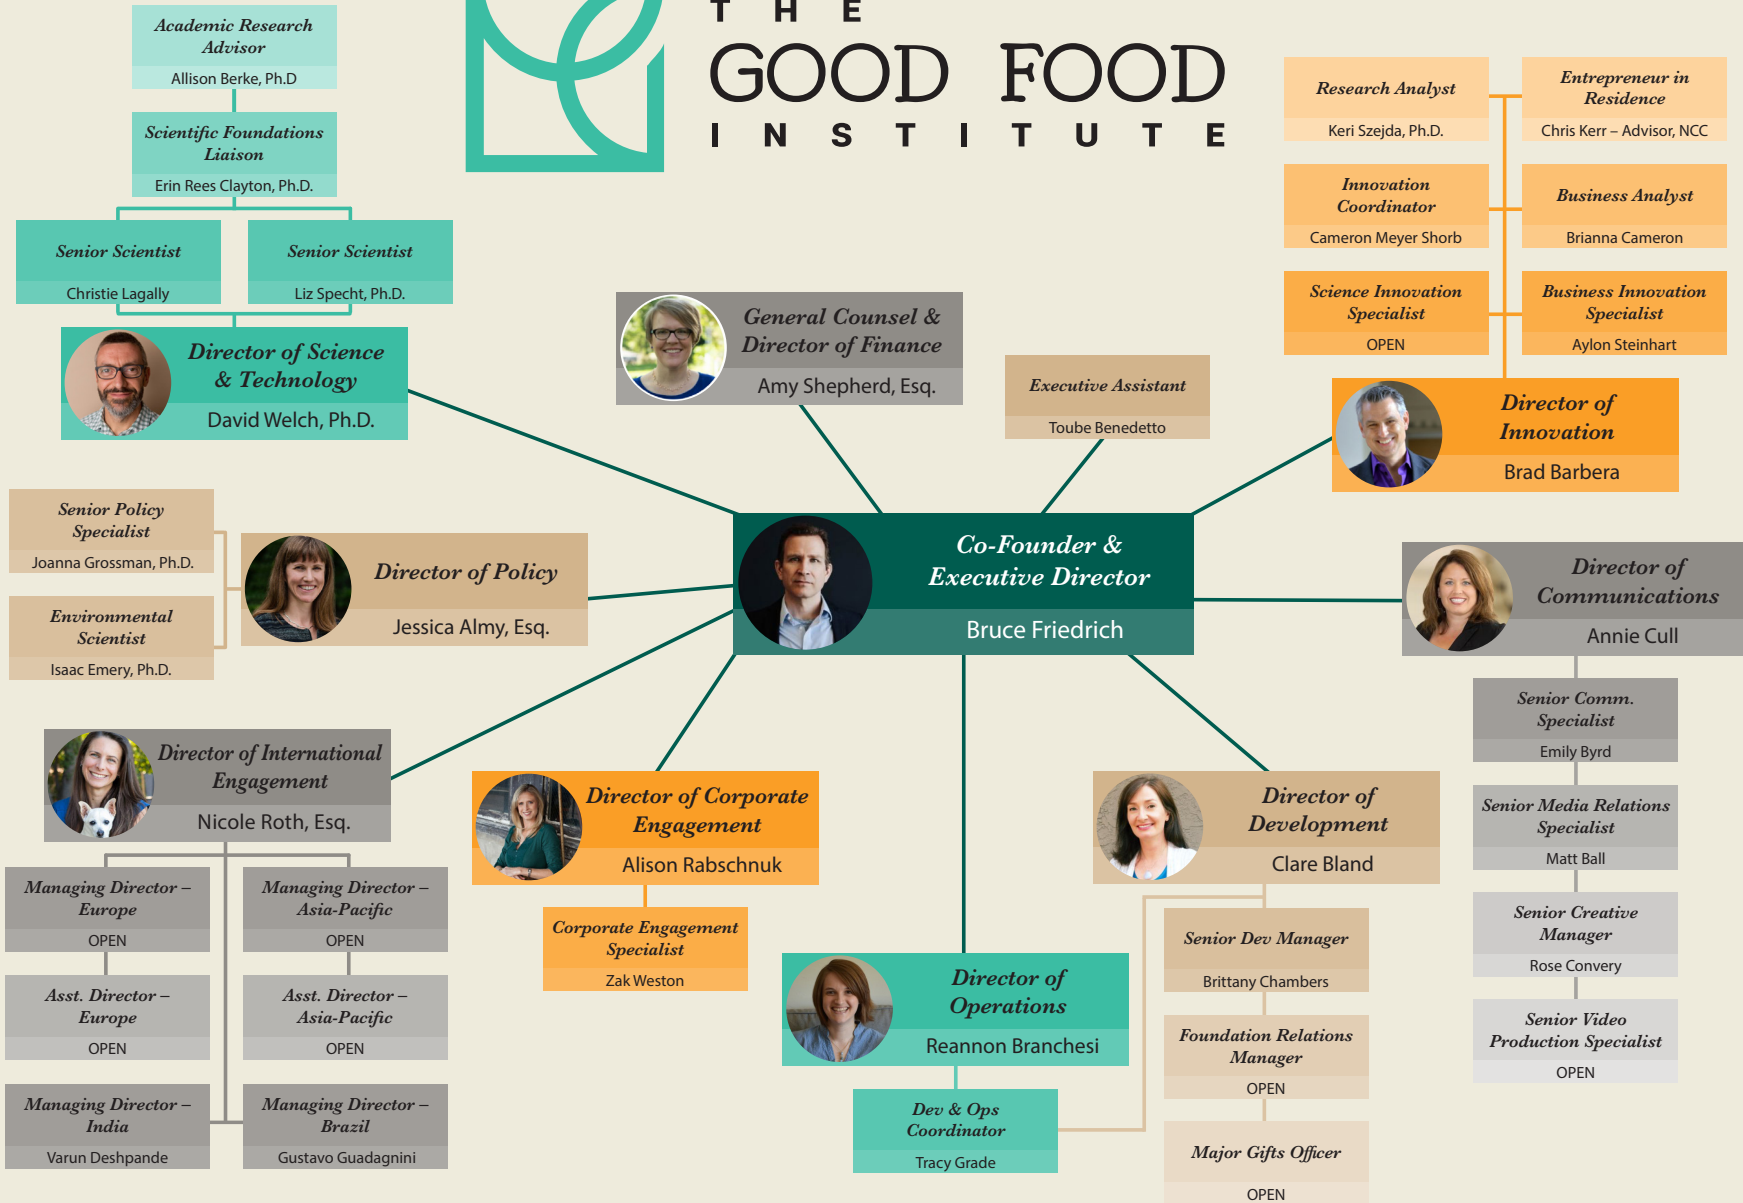 THE
GOOD FOOD
INSTITUTE
Academic Research
Advisor
Allison Berke, Ph.D
Scientific Foundations
Liaison
Erin Rees Clayton, Ph.D.
Senior Scientist
Christie Lagally
Senior Scientist
Liz Specht, Ph.D.
Director of Science
& Technology
David Welch, Ph.D.
General Counsel &
Director of Finance
Amy Shepherd, Esq.
Executive Assistant
Toube Benedetto
Research Analyst
Keri Szejda, Ph.D.
Entrepreneur in
Residence
Chris Kerr – Advisor, NCC
Innovation
Coordinator
Cameron Meyer Shorb
Business Analyst
Brianna Cameron
Science Innovation
Specialist
OPEN
Business Innovation
Specialist
Aylon Steinhart
Director of
Innovation
Brad Barbera
Senior Policy
Specialist
Joanna Grossman, Ph.D.
Environmental
Scientist
Isaac Emery, Ph.D.
Director of Policy
Jessica Almy, Esq.
Co-Founder &
Executive Director
Bruce Friedrich
Director of
Communications
Annie Cull
Senior Comm.
Specialist
Emily Byrd
Senior Media Relations
Specialist
Matt Ball
Senior Creative
Manager
Rose Convery
Senior Video
Production Specialist
OPEN
Director of International
Engagement
Nicole Roth, Esq.
Managing Director –
Europe
OPEN
Managing Director –
Asia-Pacific
OPEN
Asst. Director –
Europe
OPEN
Asst. Director –
Asia-Pacific
OPEN
Managing Director –
India
Varun Deshpande
Managing Director –
Brazil
Gustavo Guadagnini
Director of Corporate
Engagement
Alison Rabschnuk
Corporate Engagement
Specialist
Zak Weston
Director of
Operations
Reannon Branchesi
Dev & Ops
Coordinator
Tracy Grade
Director of
Development
Clare Bland
Senior Dev Manager
Brittany Chambers
Foundation Relations
Manager
OPEN
Major Gifts Officer
OPEN